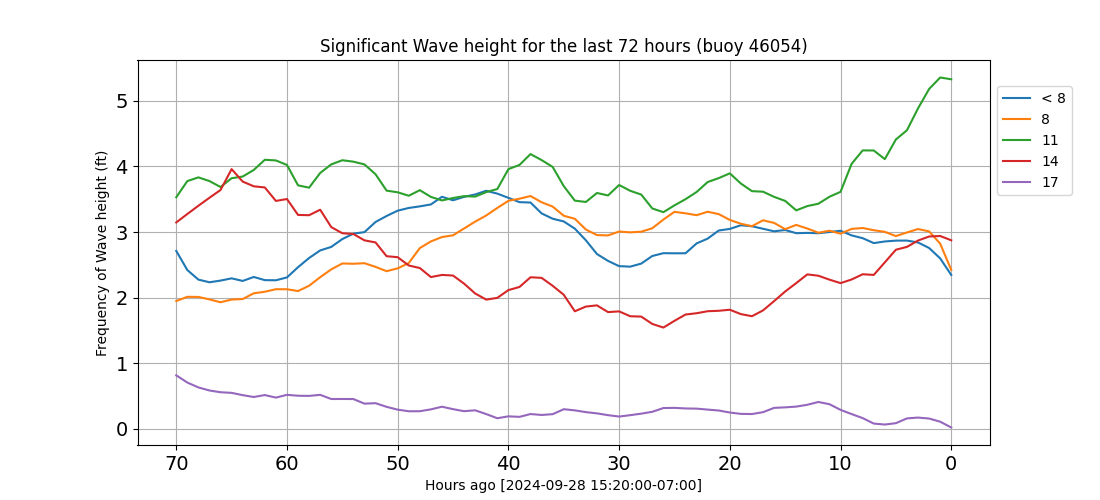 Significant Wave height for the last 72 hours (buoy 46054)
Frequency of Wave height (ft)
5
4
3
2
1
0
70 60 50 40 30 20 10 0
Hours ago [2024-09-28 15:20:00-07:00]
< 8
8
11
14
17